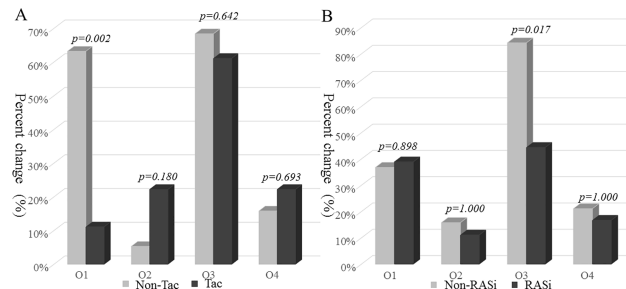 A
Percent change (%)
70%
60%
50%
40%
30%
20%
10%
0%
p=0.002
p=0.180
p=0.642
p=0.693
O1 O2 O3 O4
Non-Tac Tac
B
Percent change (%)
90%
80%
70%
60%
50%
40%
30%
20%
10%
0%
p=0.898
p=1.000
p=0.017
p=1.000
O1 O2 O3 O4
Non-RASi RASi